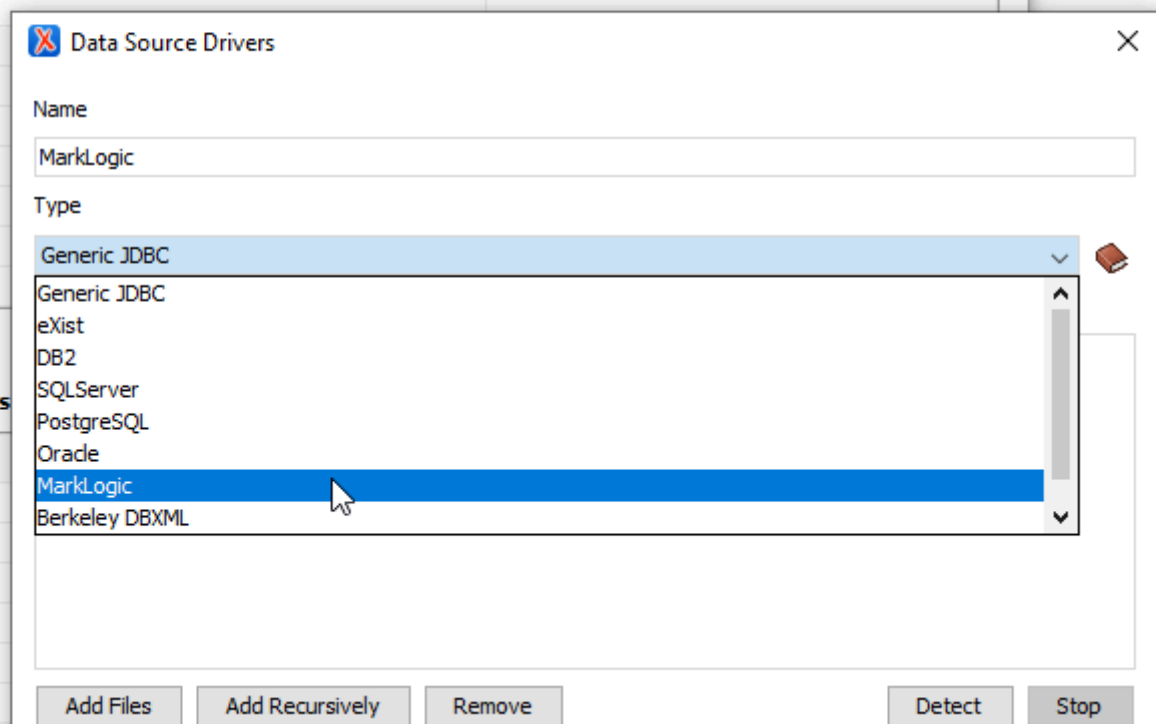 Data Source Drivers
Name
MarkLogic
Type
Generic JDBC
Generic JDBC
eXist
DB2
SQLServer
s
PostgreSQL
Oracle
MarkLogic
Berkeley DBXML
Add Files Add Recursively Remove Detect Stop